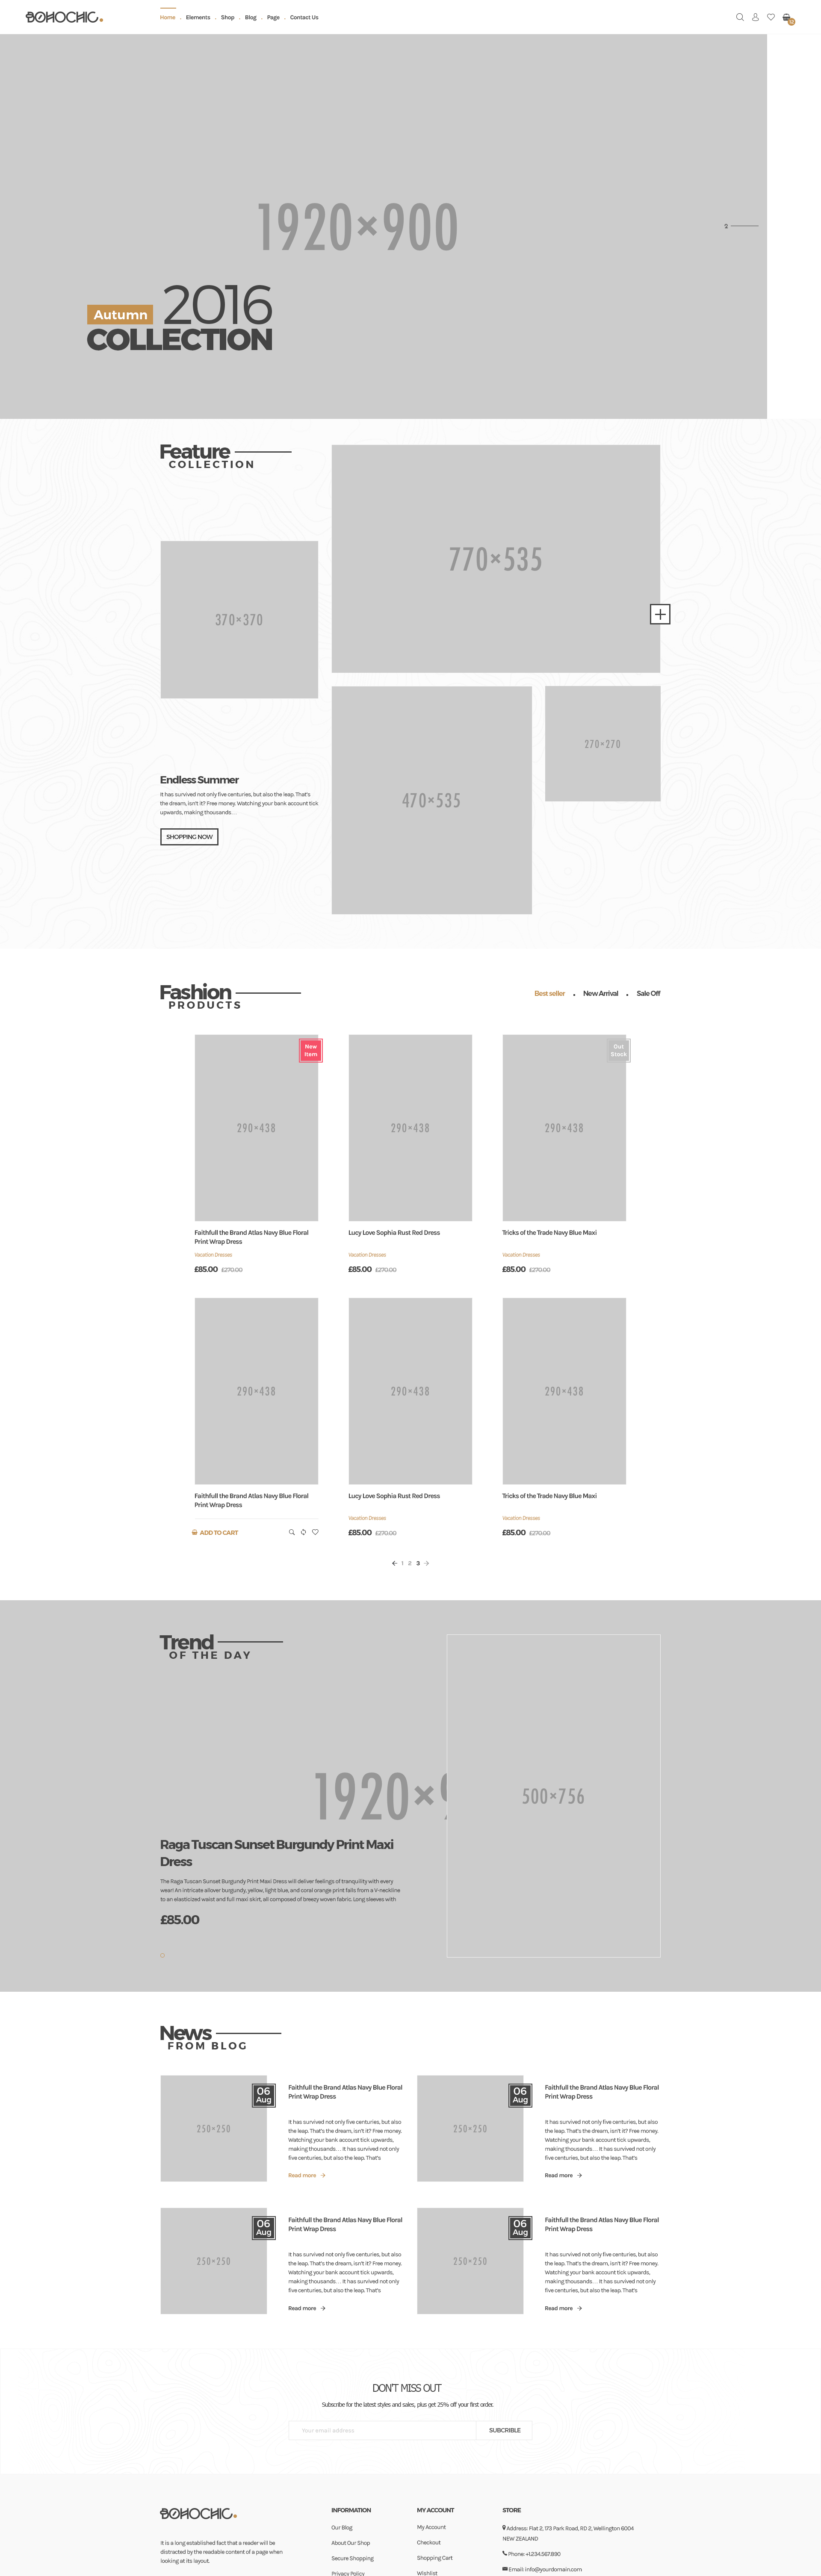 BOHOCHIC.
Home . Elements . Shop . Blog . Page . Contact Us
1920×900
2
Autumn 2016
COLLECTION
Feature
COLLECTION
770×535
370×370
270×270
470×535
Endless Summer
It has survived not only five centuries, but also the leap. That's
the dream, isn't it? Free money. Watching your bank account tick
upwards, making thousands…
SHOPPING NOW
Fashion
PRODUCTS
Best seller . New Arrival . Sale Off
New
Item
Out
Stock
290×438
290×438
290×438
Faithfull the Brand Atlas Navy Blue Floral
Print Wrap Dress
Vacation Dresses
£85.00 £270.00
Lucy Love Sophia Rust Red Dress
Vacation Dresses
£85.00 £270.00
Tricks of the Trade Navy Blue Maxi
Vacation Dresses
£85.00 £270.00
290×438
290×438
290×438
Faithfull the Brand Atlas Navy Blue Floral
Print Wrap Dress
ADD TO CART
Lucy Love Sophia Rust Red Dress
Vacation Dresses
£85.00 £270.00
Tricks of the Trade Navy Blue Maxi
Vacation Dresses
£85.00 £270.00
← 1 2 3 →
Trend
OF THE DAY
1920×9
500×756
Raga Tuscan Sunset Burgundy Print Maxi
Dress
The Raga Tuscan Sunset Burgundy Print Maxi Dress will deliver feelings of tranquility with every
wear! An intricate allover burgundy, yellow, light blue, and coral orange print falls from a V-neckline
to an elasticized waist and full maxi skirt, all composed of breezy woven fabric. Long sleeves with
£85.00
News
FROM BLOG
250×250
06
Aug
Faithfull the Brand Atlas Navy Blue Floral
Print Wrap Dress
It has survived not only five centuries, but also
the leap. That's the dream, isn't it? Free money.
Watching your bank account tick upwards,
making thousands… It has survived not only
five centuries, but also the leap. That's
Read more →
250×250
06
Aug
Faithfull the Brand Atlas Navy Blue Floral
Print Wrap Dress
It has survived not only five centuries, but also
the leap. That's the dream, isn't it? Free money.
Watching your bank account tick upwards,
making thousands… It has survived not only
five centuries, but also the leap. That's
Read more →
250×250
06
Aug
Faithfull the Brand Atlas Navy Blue Floral
Print Wrap Dress
It has survived not only five centuries, but also
the leap. That's the dream, isn't it? Free money.
Watching your bank account tick upwards,
making thousands… It has survived not only
five centuries, but also the leap. That's
Read more →
250×250
06
Aug
Faithfull the Brand Atlas Navy Blue Floral
Print Wrap Dress
It has survived not only five centuries, but also
the leap. That's the dream, isn't it? Free money.
Watching your bank account tick upwards,
making thousands… It has survived not only
five centuries, but also the leap. That's
Read more →
DON'T MISS OUT
Subscribe for the latest styles and sales, plus get 25% off your first order.
Your email address
SUBCRIBLE
BOHOCHIC.
It is a long established fact that a reader will be
distracted by the readable content of a page when
looking at its layout.
INFORMATION
Our Blog
About Our Shop
Secure Shopping
Privacy Policy
MY ACCOUNT
My Account
Checkout
Shopping Cart
Wishlist
STORE
Address: Flat 2, 173 Park Road, RD 2, Wellington 6004
NEW ZEALAND
Phone: +1.234.567.890
Email: info@yourdomain.com